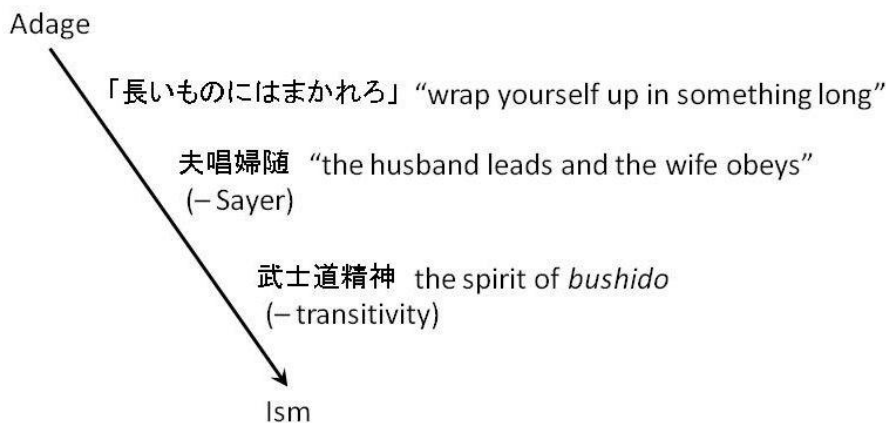 Adage
「長いものにはまかれろ」 “wrap yourself up in something long”
夫唱婦随 “the husband leads and the wife obeys”
(– Sayer)
武士道精神 the spirit of bushido
(– transitivity)
Ism